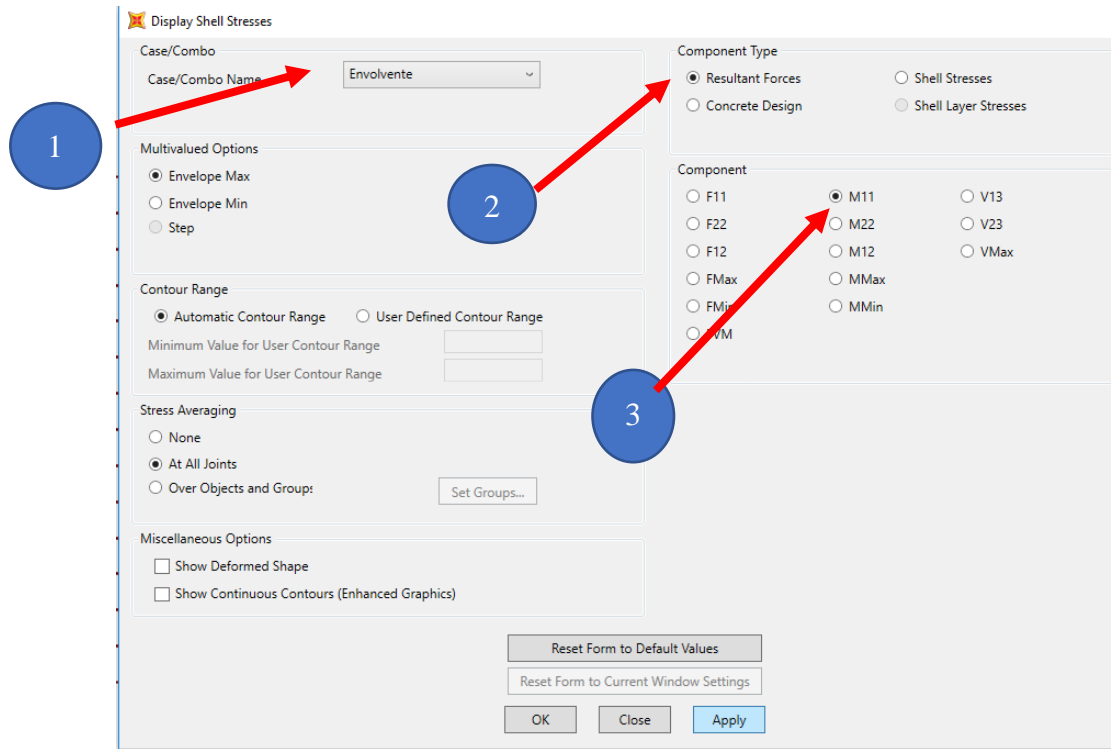 Display Shell Stresses
Case/Combo
Case/Combo Name
Envolvente
1
Multivalued Options
Envelope Max
Envelope Min
Step
Contour Range
Automatic Contour Range
User Defined Contour Range
Minimum Value for User Contour Range
Maximum Value for User Contour Range
Stress Averaging
None
At All Joints
Over Objects and Groups
Set Groups...
Miscellaneous Options
Show Deformed Shape
Show Continuous Contours (Enhanced Graphics)
Component Type
Resultant Forces
Shell Stresses
Concrete Design
Shell Layer Stresses
2
Component
F11
M11
V13
F22
M22
V23
F12
M12
VMax
FMax
MMax
FMin
MMin
3
Reset Form to Default Values
Reset Form to Current Window Settings
OK
Close
Apply